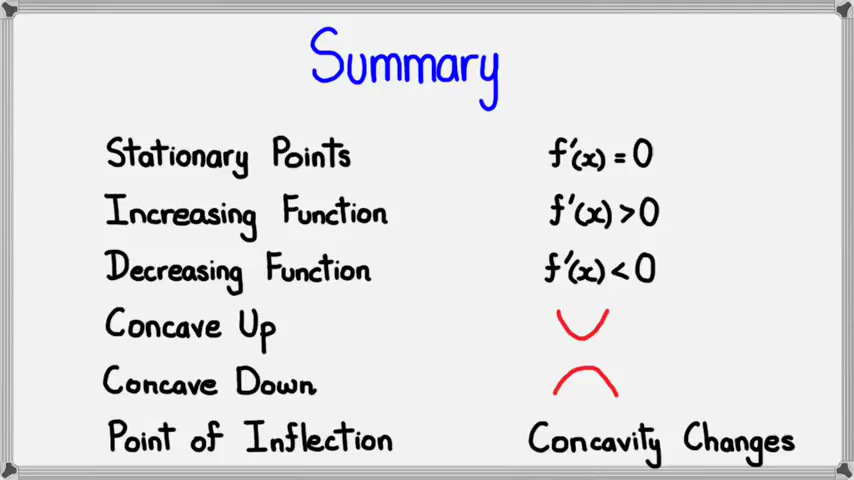 Summary
Stationary Points f'(x) = 0
Increasing Function f'(x) > 0
Decreasing Function f'(x) < 0
Concave Up
Concave Down
Point of Inflection Concavity Changes